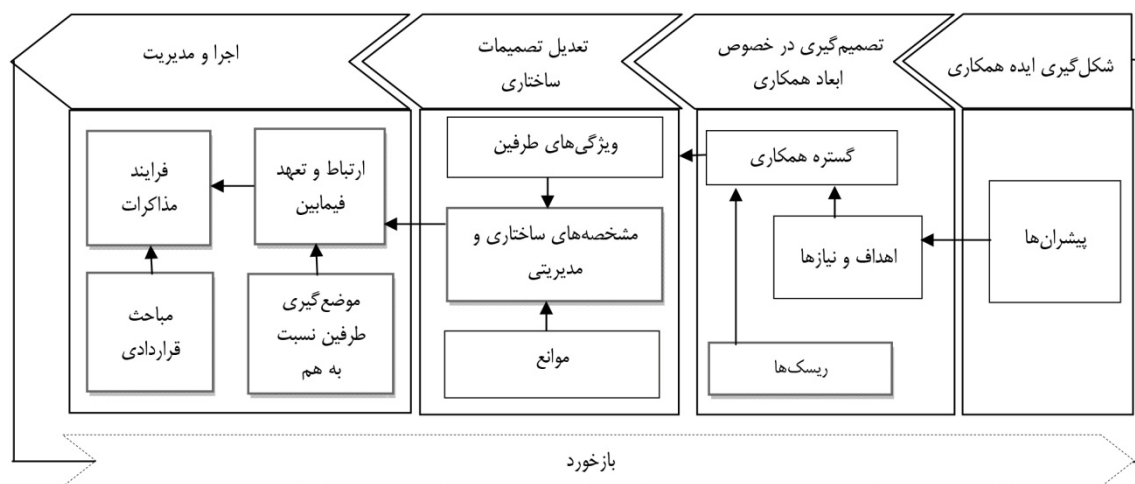 شکل‌گیری ایده همکاری
تصمیم‌گیری در خصوص
ابعاد همکاری
تعدیل تصمیمات
ساختاری
اجرا و مدیریت
پیشران‌ها
گستره همکاری
اهداف و نیازها
ریسک‌ها
ویژگی‌های طرفین
مشخصه‌های ساختاری و
مدیریتی
موانع
ارتباط و تعهد
فیمابین
موضع‌گیری
طرفین نسبت
به هم
فرایند
مذاکرات
مباحث
قراردادی
بازخورد